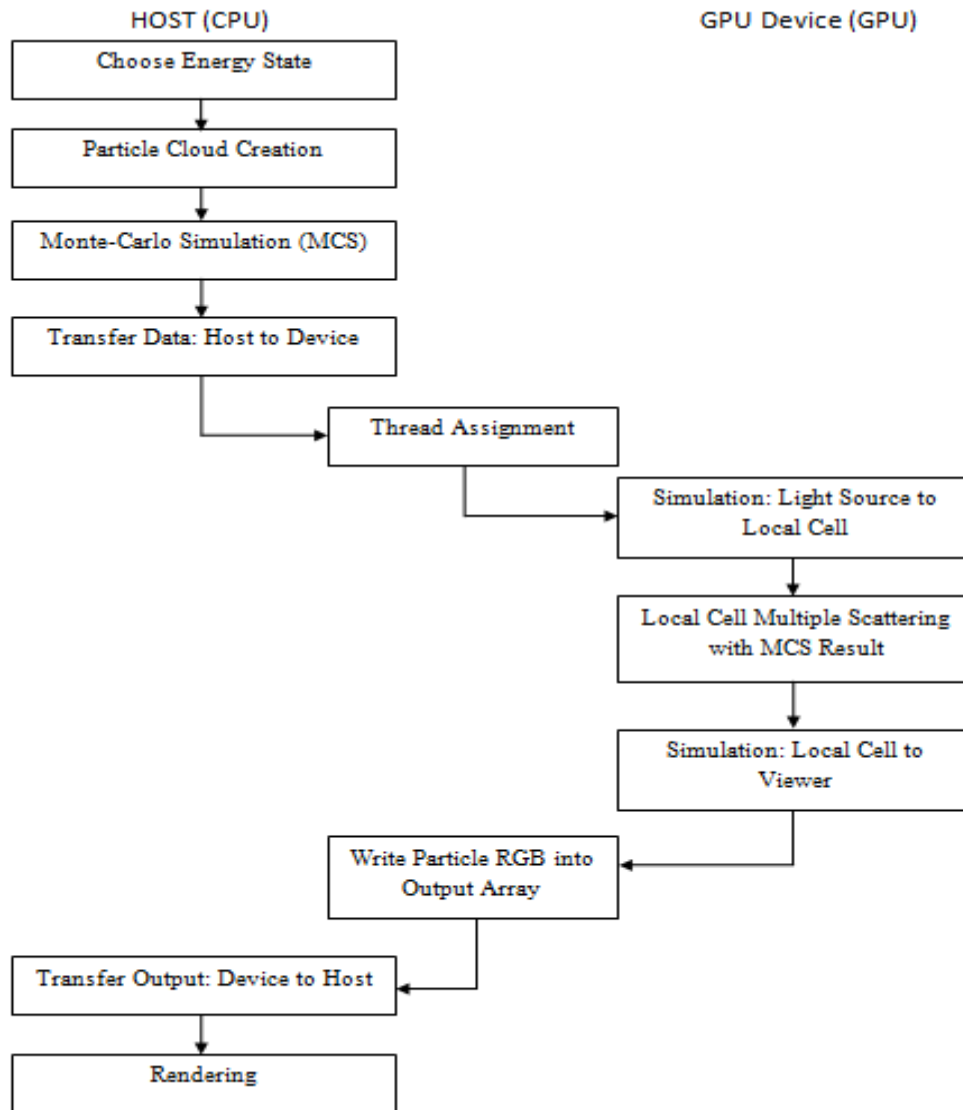 HOST (CPU)
GPU Device (GPU)
Choose Energy State
Particle Cloud Creation
Monte-Carlo Simulation (MCS)
Transfer Data: Host to Device
Thread Assignment
Simulation: Light Source to
Local Cell
Local Cell Multiple Scattering
with MCS Result
Simulation: Local Cell to
Viewer
Write Particle RGB into
Output Array
Transfer Output: Device to Host
Rendering